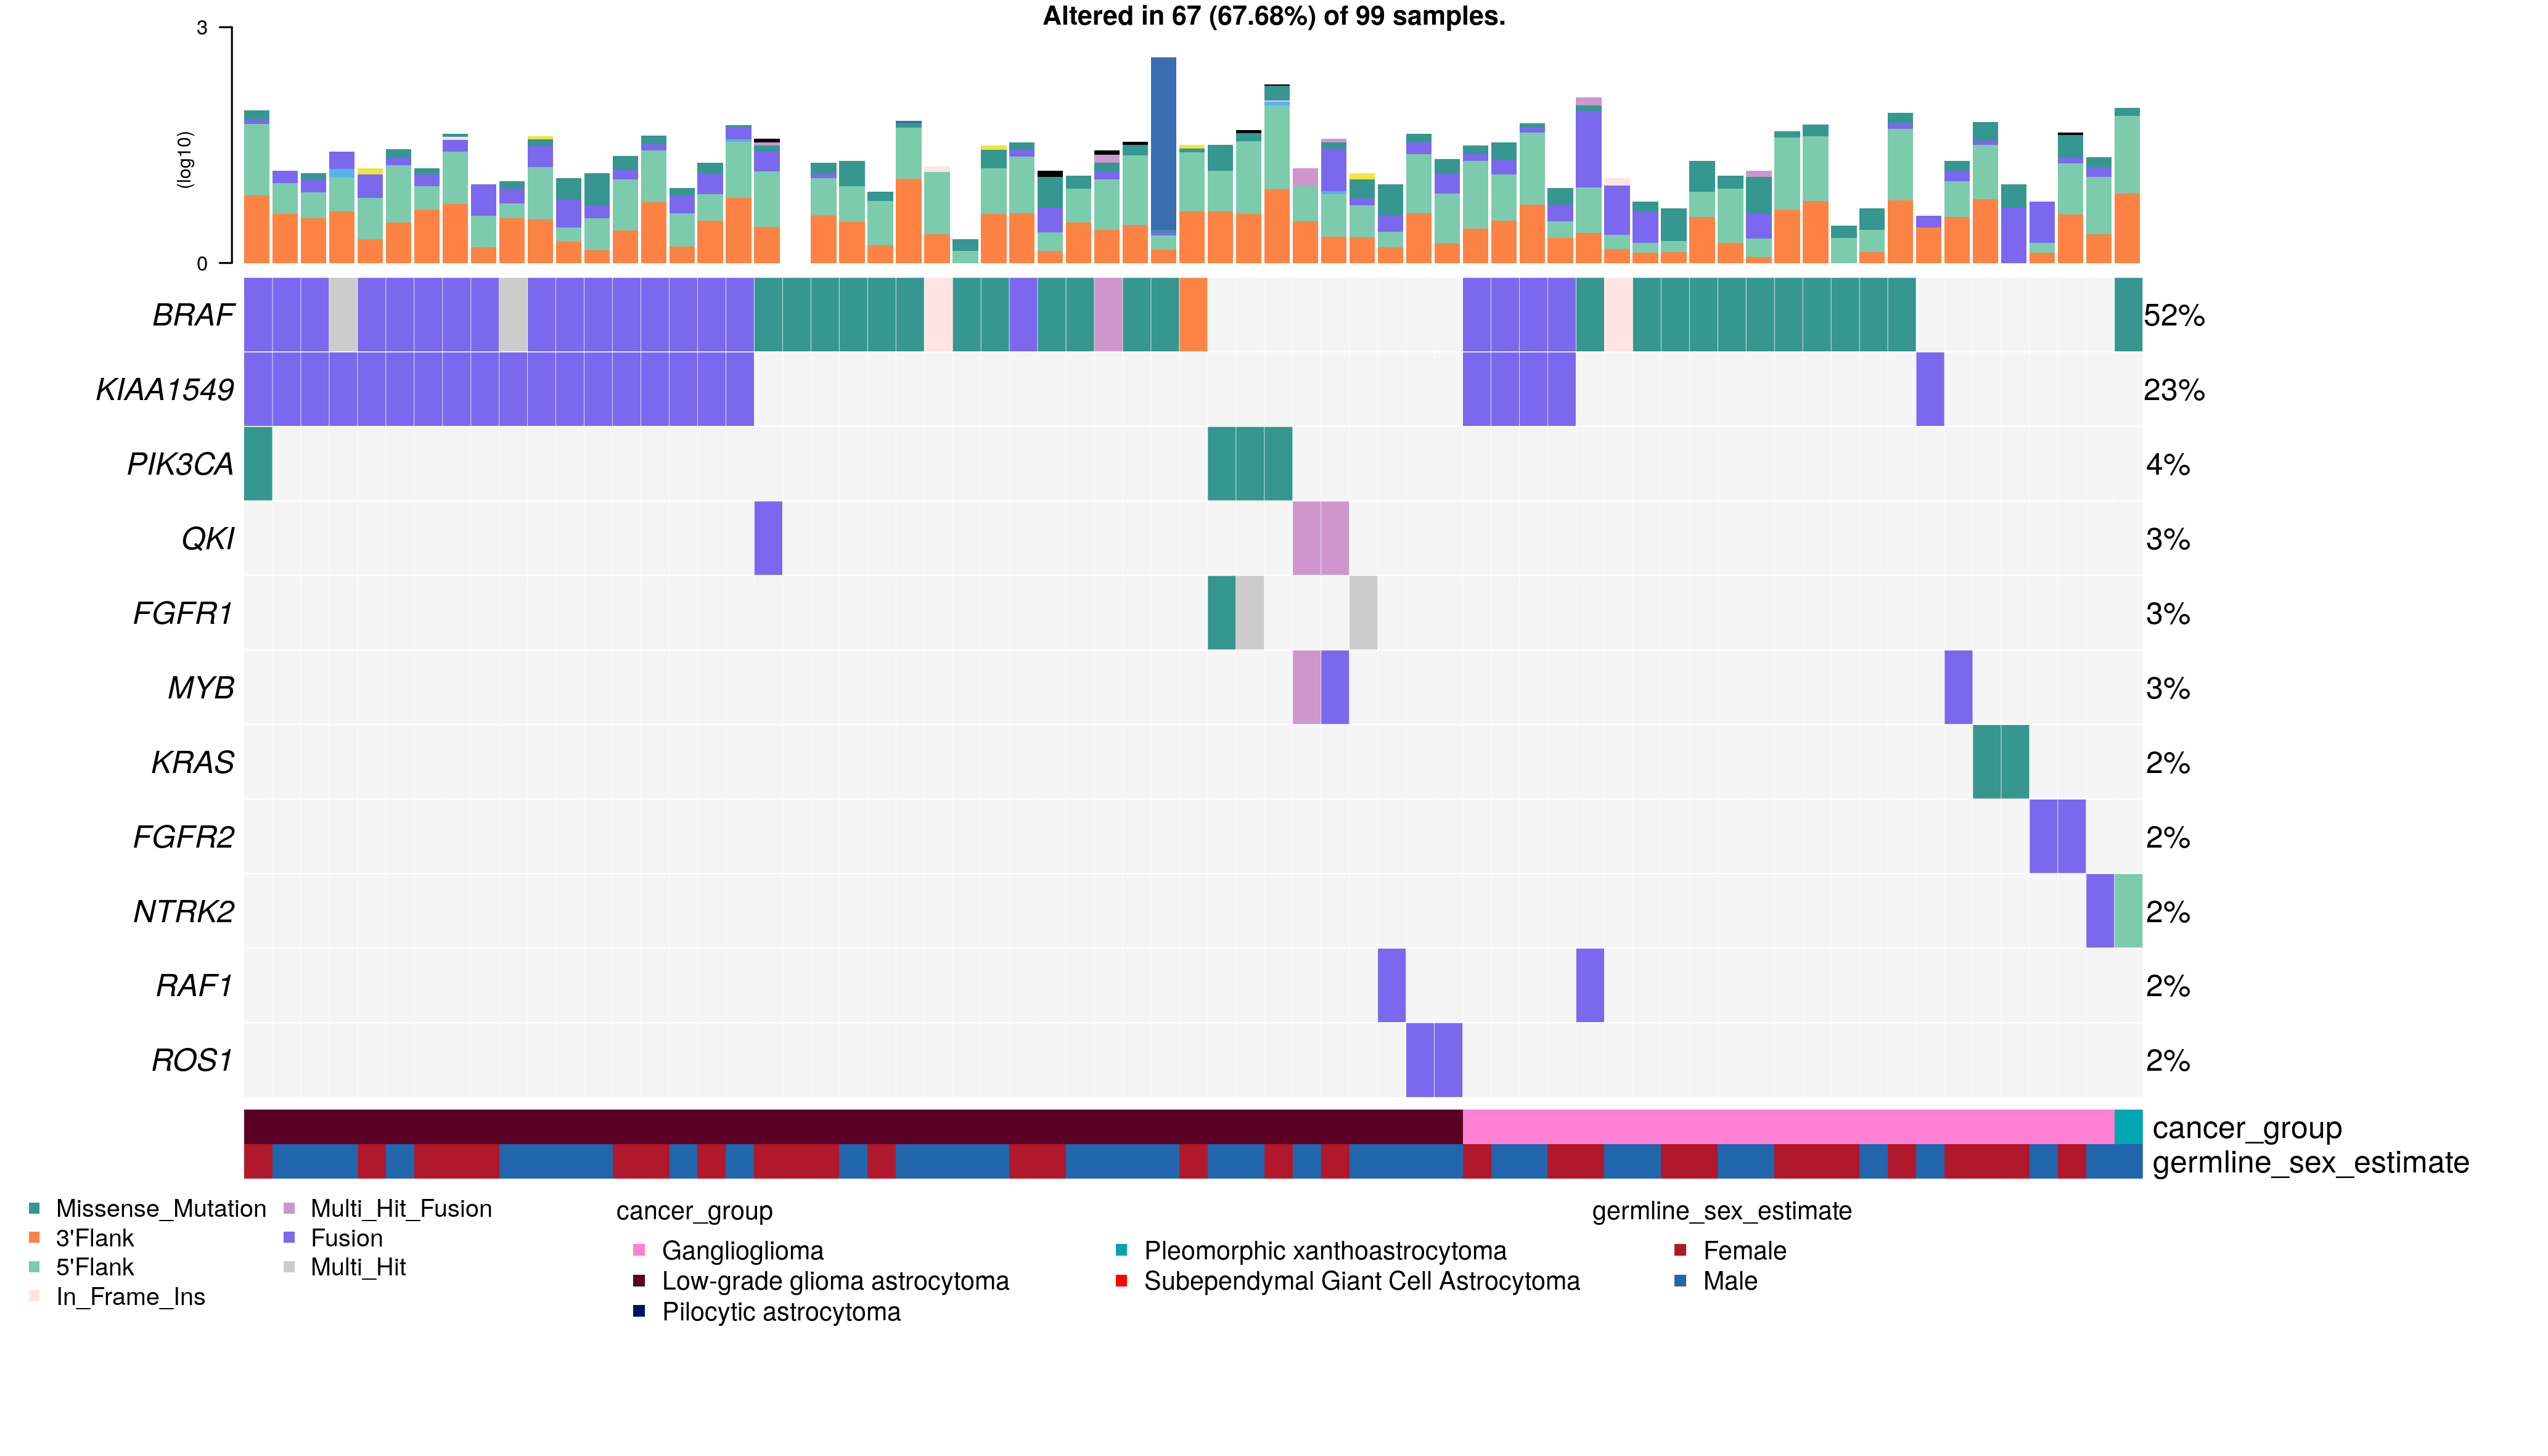 Altered in 67 (67.68%) of 99 samples.
3
(log10)
0
BRAF 52%
KIAA1549 23%
PIK3CA 4%
QKI 3%
FGFR1 3%
MYB 3%
KRAS 2%
FGFR2 2%
NTRK2 2%
RAF1 2%
ROS1 2%
cancer_group
germline_sex_estimate
Missense_Mutation
3'Flank
5'Flank
In_Frame_Ins
Multi_Hit_Fusion
Fusion
Multi_Hit
cancer_group
Ganglioglioma
Low-grade glioma astrocytoma
Pilocytic astrocytoma
Pleomorphic xanthoastrocytoma
Subependymal Giant Cell Astrocytoma
germline_sex_estimate
Female
Male